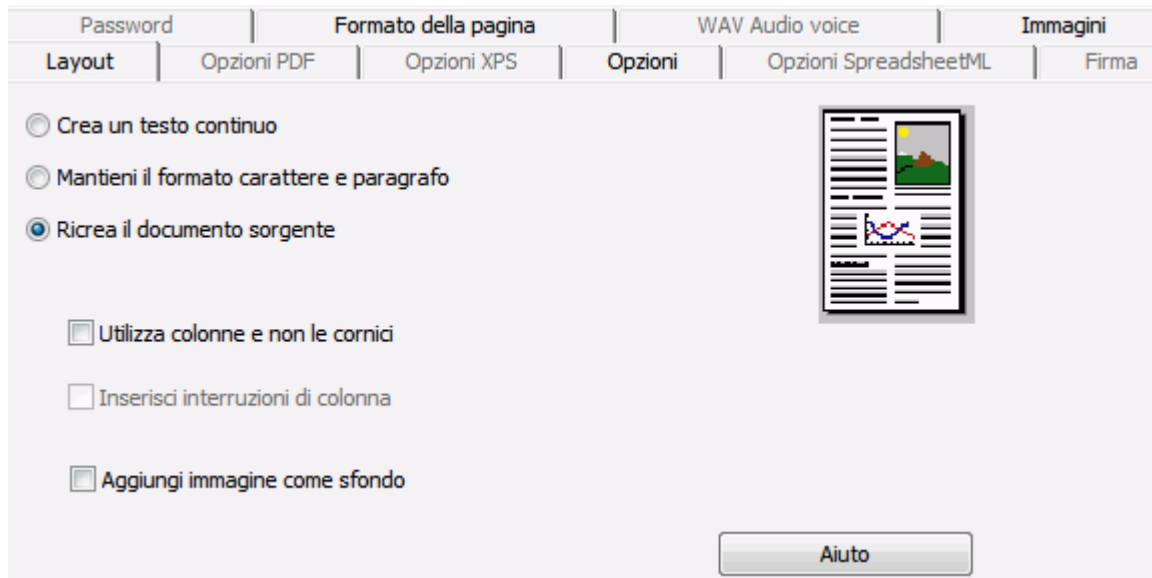 Password Formato della pagina WAV Audio voice Immagini
Layout Opzioni PDF Opzioni XPS Opzioni Opzioni SpreadsheetML Firma
Crea un testo continuo
Mantieni il formato carattere e paragrafo
Ricrea il documento sorgente
Utilizza colonne e non le cornici
Inserisci interruzioni di colonna
Aggiungi immagine come sfondo
Aiuto